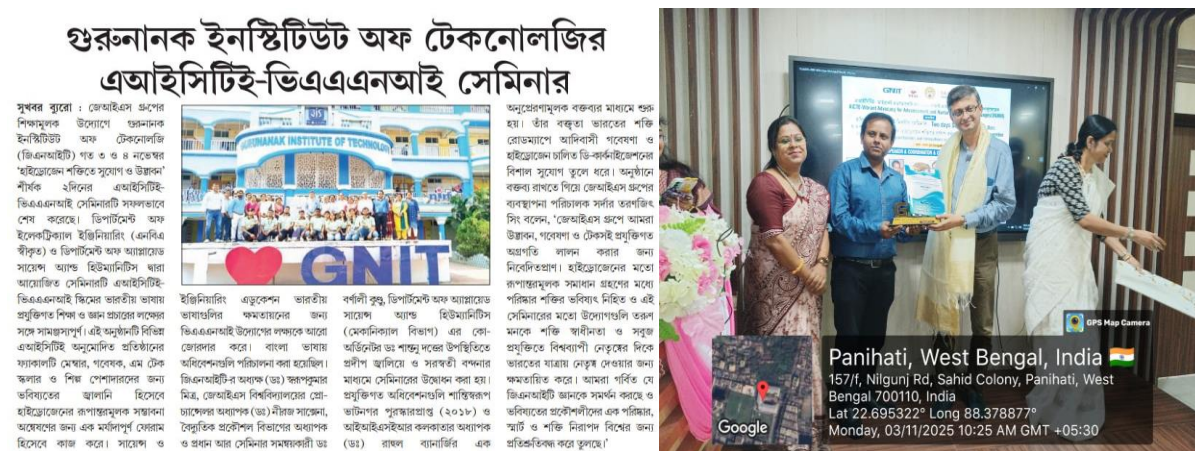 গুরুনানক ইনস্টিটিউট অফ টেকনোলজির
এআইসিটিই-ভিএএএনআই সেমিনার
সুখবর ব্যুরো : জেআইএস গ্রুপের
শিক্ষামূলক উদ্যোগে গুরুনানক
ইনস্টিটিউট অফ টেকনোলজি
(জিএনআইটি) গত ৩ ও ৪ নভেম্বর
'হাইড্রোজেন শক্তিতে সুযোগ ও উদ্ভাবন'
শীর্ষক ২দিনের এআইসিটিই-
ভিএএএনআই সেমিনারটি সফলভাবে
শেষ করেছে। ডিপার্টমেন্ট অফ
ইলেকট্রিক্যাল ইঞ্জিনিয়ারিং (এনবিএ
স্বীকৃত) ও ডিপার্টমেন্ট অফ অ্যাপ্লায়েড
সায়েন্স অ্যান্ড হিউম্যানিটিস দ্বারা
আয়োজিত সেমিনারটি এআইসিটিই-
ভিএএএনআই স্কিমের ভারতীয় ভাষায়
প্রযুক্তিগত শিক্ষা ও জ্ঞান প্রচারের লক্ষ্যের
সঙ্গে সামঞ্জস্যপূর্ণ। এই অনুষ্ঠানটি বিভিন্ন
এআইসিটিই অনুমোদিত প্রতিষ্ঠানের
ফ্যাকাল্টি মেম্বার, গবেষক, এম টেক
স্কলার ও শিল্প পেশাদারদের জন্য
ভবিষ্যতের জ্বালানি হিসেবে
হাইড্রোজেনের রূপান্তরমূলক সম্ভাবনা
অন্বেষণের জন্য এক মর্যাদাপূর্ণ ফোরাম
হিসেবে কাজ করে। সায়েন্স ও
GURUNANAK INSTITUTE OF TECHNOLOGY
I GNIT
ইঞ্জিনিয়ারিং এডুকেশন ভারতীয়
ভাষাগুলির ক্ষমতায়নের জন্য
ভিএএএনআই উদ্যোগের লক্ষ্যকে আরো
জোরদার করে। বাংলা ভাষায়
অধিবেশনগুলি পরিচালনা করা হয়েছিল।
জিএনআইটি-র অধ্যক্ষ (ডঃ) স্বরূপকুমার
মিত্র, জেআইএস বিশ্ববিদ্যালয়ের প্রো-
চ্যান্সেলর অধ্যাপক (ডঃ) নীরজ সাক্সেনা,
বৈদ্যুতিক প্রকৌশল বিভাগের অধ্যাপক
ও প্রধান আর সেমিনার সমন্বয়কারী ডঃ
বর্ণালী কুণ্ডু, ডিপার্টমেন্ট অফ অ্যাপ্লায়েড
সায়েন্স অ্যান্ড হিউম্যানিটিস
(মেকানিক্যাল বিভাগ) এর কো-
অর্ডিনেটর ডঃ শান্তনু দত্তের উপস্থিতিতে
প্রদীপ জ্বালিয়ে ও সরস্বতী বন্দনার
মাধ্যমে সেমিনারের উদ্বোধন করা হয়।
প্রযুক্তিগত অধিবেশনগুলি শান্তিস্বরূপ
ভাটনগর পুরস্কারপ্রাপ্ত (২০১৮) ও
আইআইএসইআর কলকাতার অধ্যাপক
(ডঃ) রাহুল ব্যানার্জির এক
অনুপ্রেরণামূলক বক্তব্যর মাধ্যমে শুরু
হয়। তাঁর বক্তৃতা ভারতের শক্তি
রোডম্যাপে আদিবাসী গবেষণা ও
হাইড্রোজেন চালিত ডি-কার্বনাইজেশনের
বিশাল সুযোগ তুলে ধরে। অনুষ্ঠানে
বক্তব্য রাখতে গিয়ে জেআইএস গ্রুপের
ব্যবস্থাপনা পরিচালক সর্দার তরণজিৎ
সিং বলেন, 'জেআইএস গ্রুপে আমরা
উদ্ভাবন, গবেষণা ও টেকসই প্রযুক্তিগত
অগ্রগতি লালন করার জন্য
নিবেদিতপ্রাণ। হাইড্রোজেনের মতো
রূপান্তরমূলক সমাধান গ্রহণের মধ্যে
পরিষ্কার শক্তির ভবিষ্যৎ নিহিত ও এই
সেমিনারের মতো উদ্যোগগুলি তরুণ
মনকে শক্তি স্বাধীনতা ও সবুজ
প্রযুক্তিতে বিশ্বব্যাপী নেতৃত্বের দিকে
ভারতের যাত্রায় নেতৃত্ব দেওয়ার জন্য
ক্ষমতায়িত করে। আমরা গর্বিত যে
জিএনআইটি জ্ঞানকে সমর্থন করছে ও
ভবিষ্যতের প্রকৌশলীদের এক পরিষ্কার,
স্মার্ট ও শক্তি নিরাপদ বিশ্বের জন্য
প্রতিশ্রুতিবদ্ধ করে তুলছে।'
GNIT
GPS Map Camera
Google
Panihati, West Bengal, India
157/f, Nilgunj Rd, Sahid Colony, Panihati, West
Bengal 700110, India
Lat 22.695322° Long 88.378877°
Monday, 03/11/2025 10:25 AM GMT +05:30